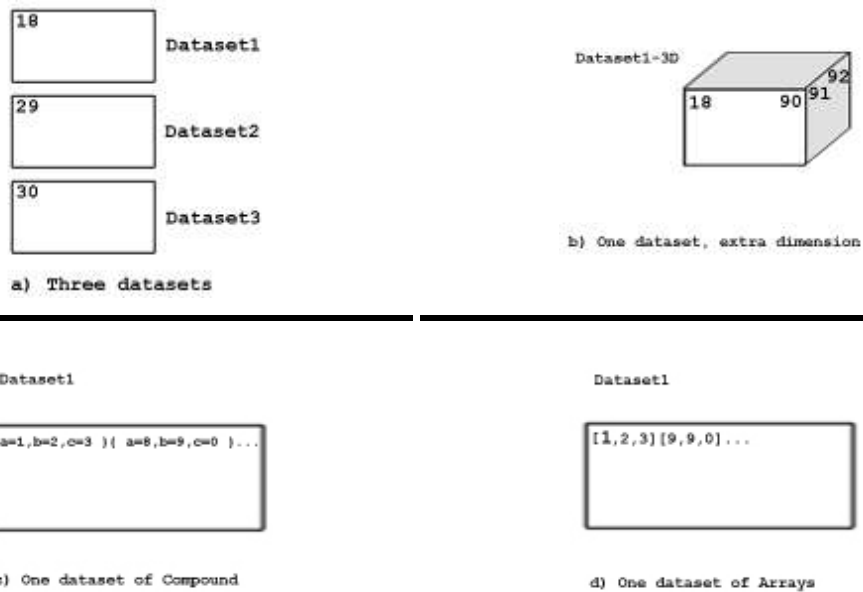 18
Dataset1
29
Dataset2
30
Dataset3
a) Three datasets
Dataset1-3D
18 90 91 92
b) One dataset, extra dimension
Dataset1
a=1,b=2,c=3 )( a=8,b=9,c=0 )...
) One dataset of Compound
Dataset1
[1,2,3][9,9,0]...
d) One dataset of Arrays